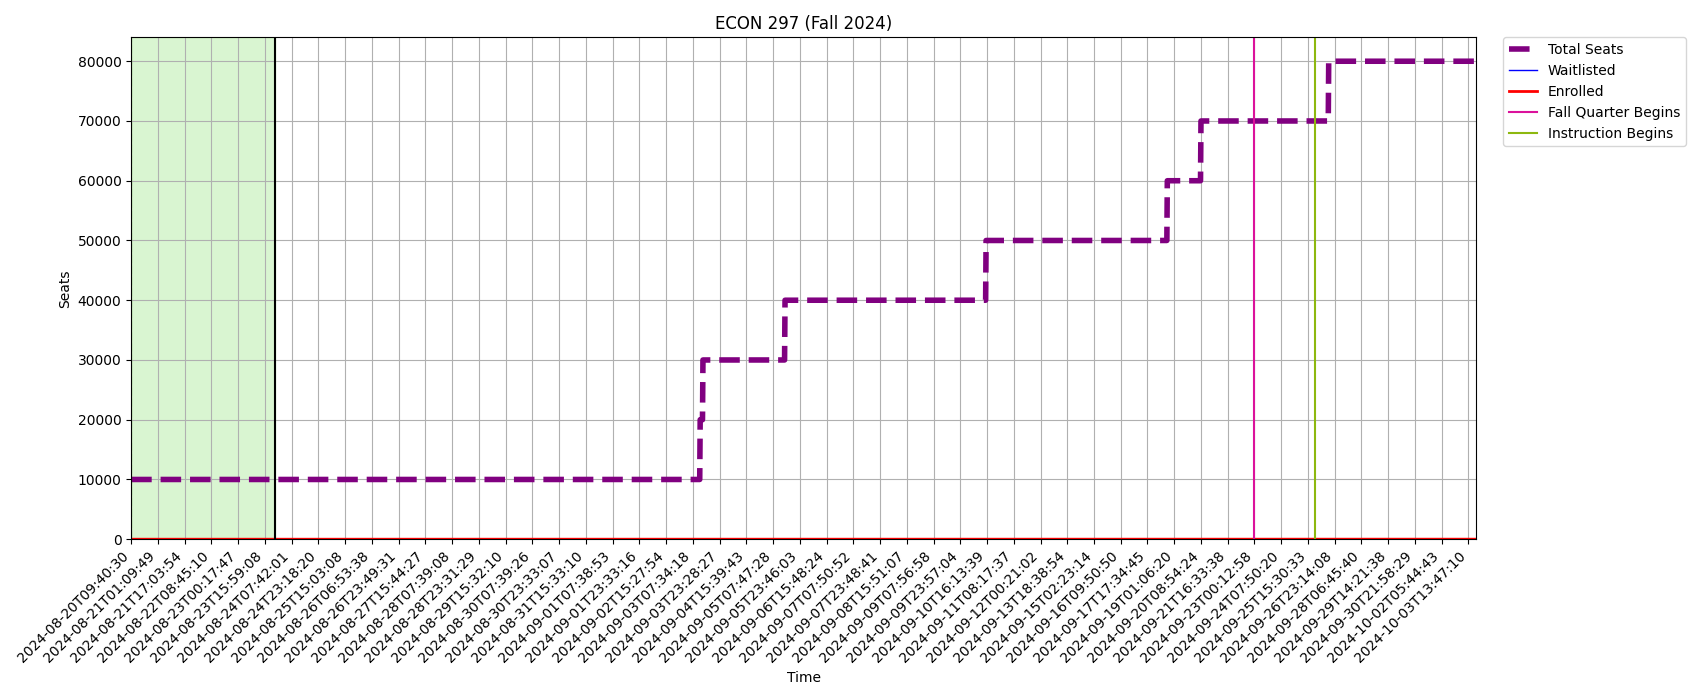 ECON 297 (Fall 2024)
80000
70000
60000
50000
40000
30000
20000
10000
0
Seats
Total Seats
Waitlisted
Enrolled
Fall Quarter Begins
Instruction Begins
2024-08-20T09:40:30
2024-08-21T01:09:49
2024-08-21T17:03:54
2024-08-22T08:45:10
2024-08-23T00:17:47
2024-08-23T15:59:08
2024-08-24T07:42:01
2024-08-24T23:18:20
2024-08-25T15:03:08
2024-08-26T06:53:38
2024-08-26T23:49:31
2024-08-27T15:44:27
2024-08-28T07:39:08
2024-08-28T23:31:29
2024-08-29T15:32:10
2024-08-30T07:39:26
2024-08-30T23:33:07
2024-08-31T15:33:10
2024-09-01T07:38:53
2024-09-01T23:33:16
2024-09-02T15:27:54
2024-09-03T07:34:18
2024-09-03T23:28:27
2024-09-04T15:39:43
2024-09-05T07:47:28
2024-09-05T23:46:03
2024-09-06T15:48:24
2024-09-07T07:50:52
2024-09-07T23:48:41
2024-09-08T15:51:07
2024-09-09T07:56:58
2024-09-09T23:57:04
2024-09-10T16:13:39
2024-09-11T08:17:37
2024-09-12T00:21:02
2024-09-13T18:38:54
2024-09-15T02:23:14
2024-09-16T09:50:50
2024-09-17T17:34:45
2024-09-19T01:06:20
2024-09-20T08:54:24
2024-09-21T16:33:38
2024-09-23T00:12:58
2024-09-24T07:50:20
2024-09-25T15:30:33
2024-09-26T23:14:08
2024-09-28T06:45:40
2024-09-29T14:21:38
2024-09-30T21:58:29
2024-10-02T05:44:43
2024-10-03T13:47:10
Time